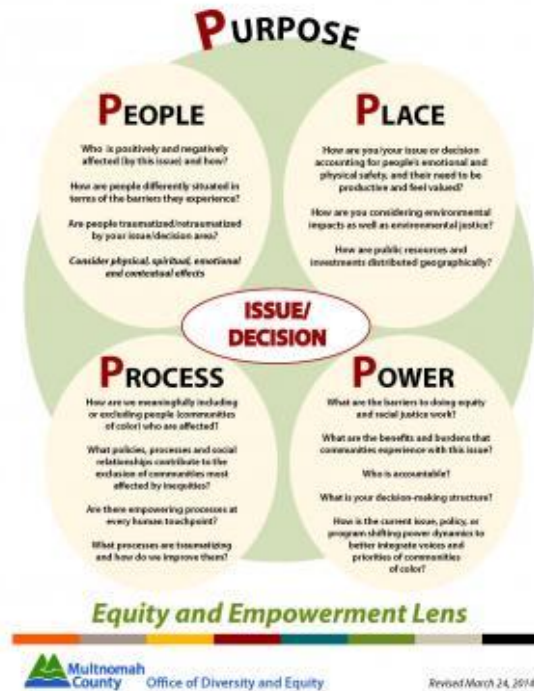 PURPOSE
PEOPLE
Who is positively and negatively
affected (by this issue) and how?
How are people differently situated in
terms of the barriers they experience?
Are people traumatized/retraumatized
by your issue/decision area?
Consider physical, spiritual, emotional
and contextual effects
PLACE
How are you/your issue or decision
accounting for people's emotional and
physical safety, and their need to be
productive and feel valued?
How are you considering environmental
impacts as well as environmental justice?
How are public resources and
investments distributed geographically?
ISSUE/
DECISION
PROCESS
How are we meaningfully including
or excluding people (communities
of color) who are affected?
What policies, processes and social
relationships contribute to the
exclusion of communities most
affected by inequities?
Are there empowering processes at
every human touchpoint?
What processes are traumatizing
and how do we improve them?
POWER
What are the barriers to doing equity
and racial justice work?
What are the benefits and burdens that
communities experience with this issue?
Who is accountable?
What is your decision-making structure?
How is the current issue, policy, or
program shifting power dynamics to
better integrate voices and
priorities of communities
of color?
Equity and Empowerment Lens
Multnomah
County
Office of Diversity and Equity
Revised March 24, 2014